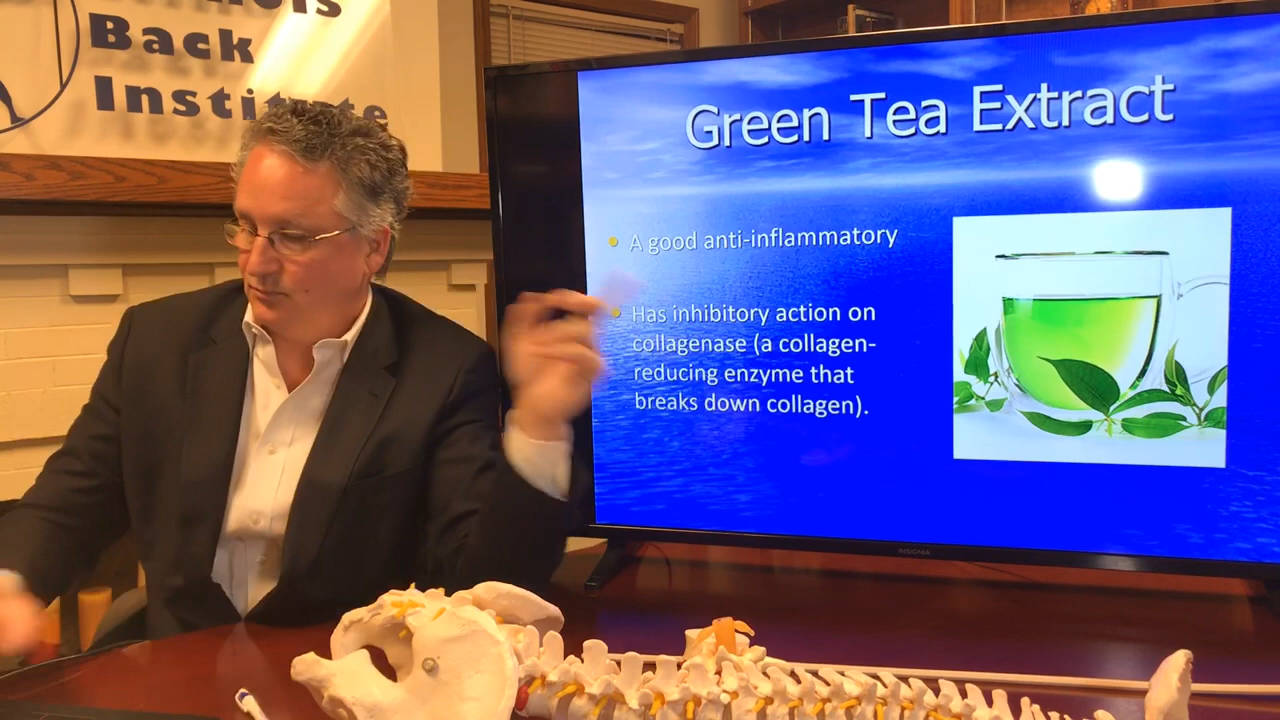 Back
Institute
Green Tea Extract
A good anti-inflammatory
Has inhibitory action on
collagenase (a collagen-
reducing enzyme that
breaks down collagen).
INSIGNIA